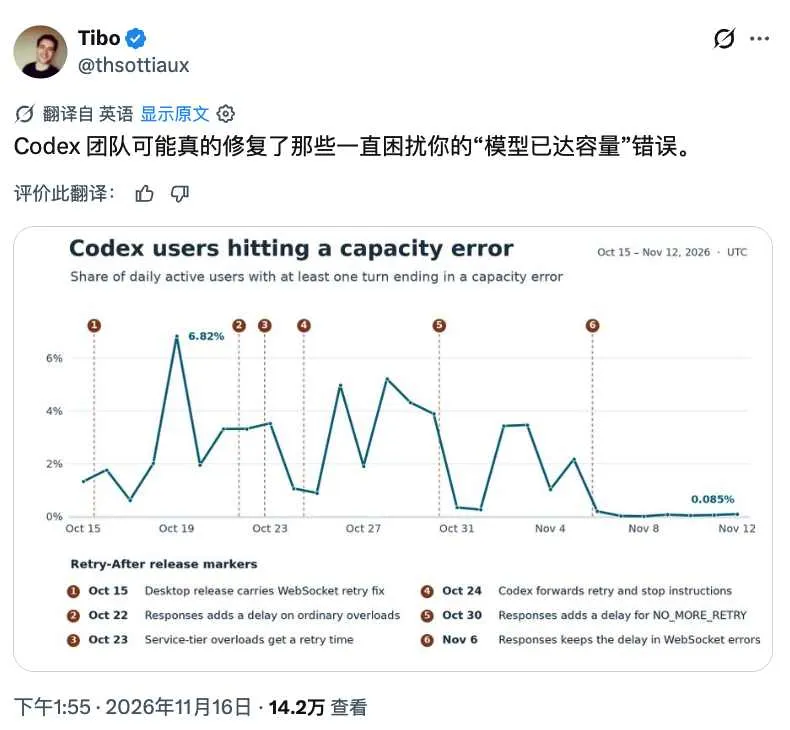 Tibo
@thsottiaux
翻译自 英语 显示原文
Codex 团队可能真的修复了那些一直困扰你的“模型已达容量”错误。
评价此翻译：
Codex users hitting a capacity error
Oct 15 – Nov 12, 2026 · UTC
Share of daily active users with at least one turn ending in a capacity error
1 2 3 4 5 6
6.82%
6%
4%
2%
0.085%
0%
Oct 15 Oct 19 Oct 23 Oct 27 Oct 31 Nov 4 Nov 8 Nov 12
Retry-After release markers
1 Oct 15 Desktop release carries WebSocket retry fix
2 Oct 22 Responses adds a delay on ordinary overloads
3 Oct 23 Service-tier overloads get a retry time
4 Oct 24 Codex forwards retry and stop instructions
5 Oct 30 Responses adds a delay for NO_MORE_RETRY
6 Nov 6 Responses keeps the delay in WebSocket errors
下午1:55 · 2026年11月16日 · 14.2万 查看